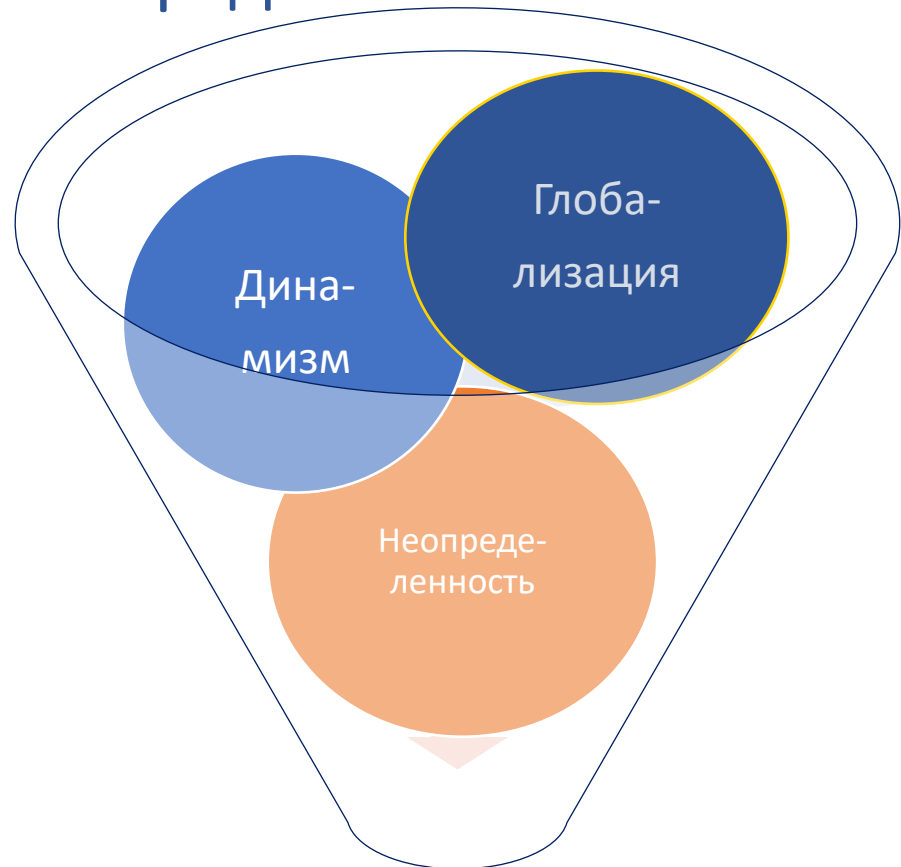 Глоба-
лизация
Дина-
мизм
Неопреде-
ленность